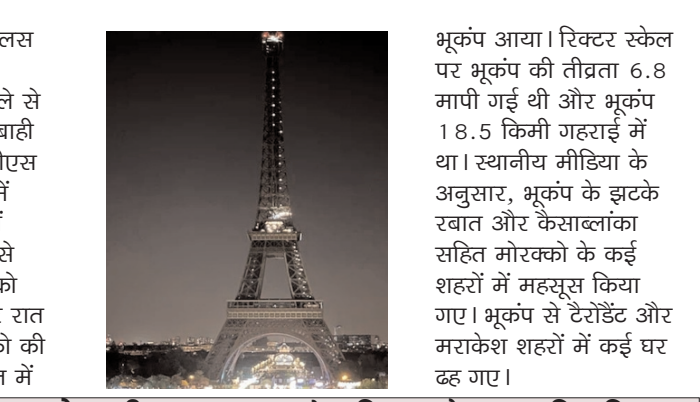 लस
ले से
बाही
में
से
को
रात
की
में
भूकंप आया। रिक्टर स्केल
पर भूकंप की तीव्रता 6.8
मापी गई थी और भूकंप
18.5 किमी गहराई में
था। स्थानीय मीडिया के
अनुसार, भूकंप के झटके
रबात और कैसाब्लांका
सहित मोरक्को के कई
शहरों में महसूस किया
गए। भूकंप से टैरोडैंट और
मराकेश शहरों में कई घर
ढह गए।